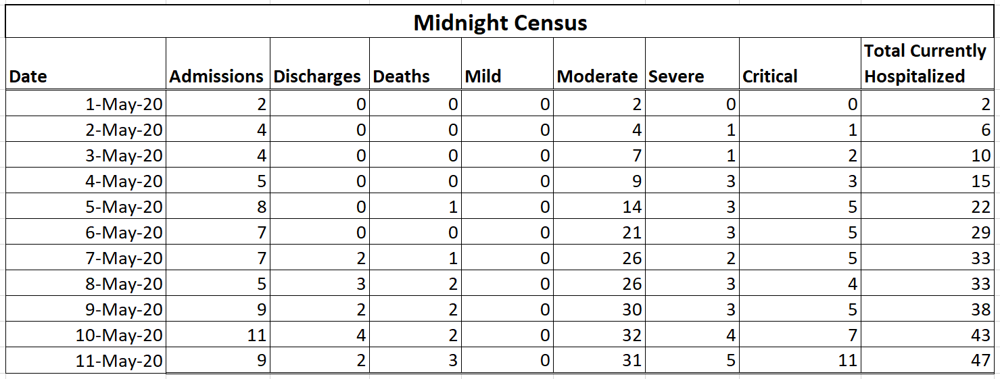 Midnight Census
Date Admissions Discharges Deaths Mild Moderate Severe Critical Total Currently Hospitalized
1-May-20 2 0 0 0 2 0 0 2
2-May-20 4 0 0 0 4 1 1 6
3-May-20 4 0 0 0 7 1 2 10
4-May-20 5 0 0 0 9 3 3 15
5-May-20 8 0 1 0 14 3 5 22
6-May-20 7 0 0 0 21 3 5 29
7-May-20 7 2 1 0 26 2 5 33
8-May-20 5 3 2 0 26 3 4 33
9-May-20 9 2 2 0 30 3 5 38
10-May-20 11 4 2 0 32 4 7 43
11-May-20 9 2 3 0 31 5 11 47